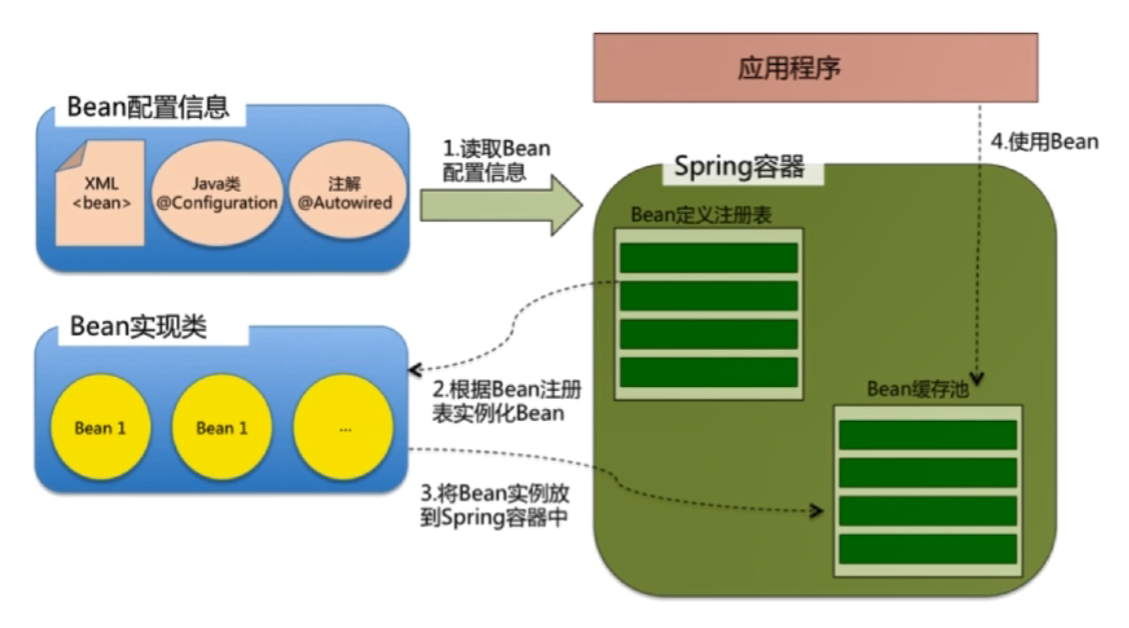 Bean配置信息
XML
<bean>
Java类
@Configuration
注解
@Autowired
1.读取Bean
配置信息
应用程序
4.使用Bean
Spring容器
Bean定义注册表
Bean实现类
Bean 1
Bean 1
...
2.根据Bean注册
表实例化Bean
Bean缓存池
3.将Bean实例放
到Spring容器中